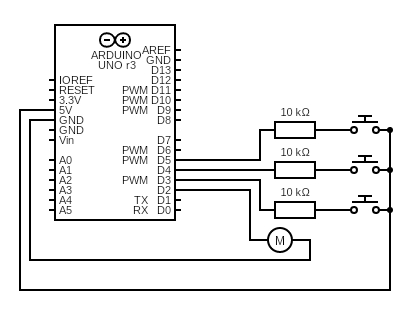 ARDUINO
UNO r3
AREF
GND
D13
IOREF D12
RESET PWM D11
3.3V PWM D10
5V PWM D9
GND D8
GND
Vin D7
PWM D6
A0 PWM D5
A1 D4
A2 PWM D3
A3 D2
A4 TX D1
A5 RX D0
10 kΩ
10 kΩ
10 kΩ
M